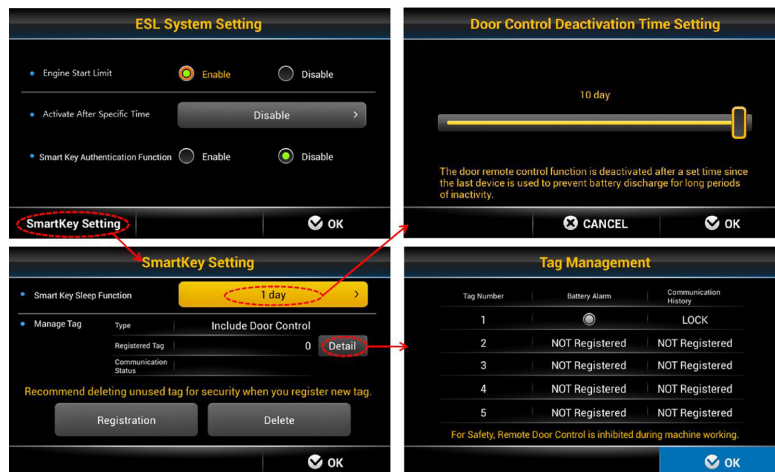 ESL System Setting
Engine Start Limit
Enable
Disable
Activate After Specific Time
Disable
Smart Key Authentication Function
Enable
Disable
SmartKey Setting
OK
Door Control Deactivation Time Setting
10 day
The door remote control function is deactivated after a set time since
the last device is used to prevent battery discharge for long periods
of inactivity.
CANCEL
OK
SmartKey Setting
Smart Key Sleep Function
1 day
Manage Tag
Type
Include Door Control
Registered Tag
0
Detail
Communication
Status
Recommend deleting unused tag for security when you register new tag.
Registration
Delete
OK
Tag Management
Tag Number
Battery Alarm
Communication
History
1
LOCK
2
NOT Registered
NOT Registered
3
NOT Registered
NOT Registered
4
NOT Registered
NOT Registered
5
NOT Registered
NOT Registered
For Safety, Remote Door Control is inhibited during machine working.
OK